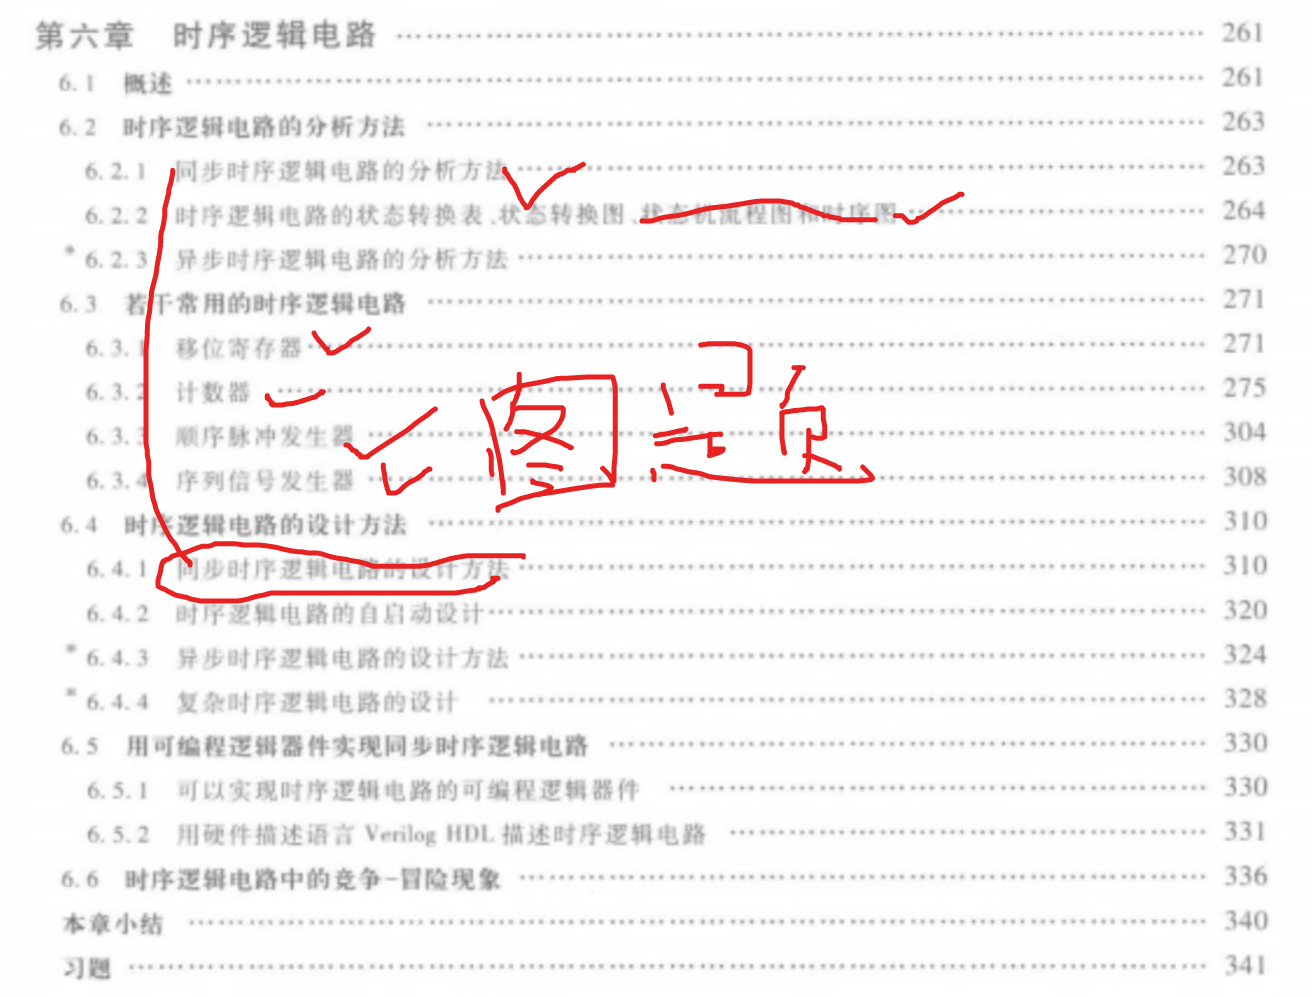 第六章 时序逻辑电路 …… 261
6.1 概述 …… 261
6.2 时序逻辑电路的分析方法 …… 263
6.2.1 同步时序逻辑电路的分析方法 …… 263
6.2.2 时序逻辑电路的状态转换表、状态转换图、状态机流程图和时序图 …… 264
*6.2.3 异步时序逻辑电路的分析方法 …… 270
6.3 若干常用的时序逻辑电路 …… 271
6.3.1 移位寄存器 …… 271
6.3.2 计数器 …… 275
6.3.3 顺序脉冲发生器 …… 304
6.3.4 序列信号发生器 …… 308
6.4 时序逻辑电路的设计方法 …… 310
6.4.1 同步时序逻辑电路的设计方法 …… 310
6.4.2 时序逻辑电路的自启动设计 …… 320
*6.4.3 异步时序逻辑电路的设计方法 …… 324
*6.4.4 复杂时序逻辑电路的设计 …… 328
6.5 用可编程逻辑器件实现同步时序逻辑电路 …… 330
6.5.1 可以实现时序逻辑电路的可编程逻辑器件 …… 330
6.5.2 用硬件描述语言 Verilog HDL 描述时序逻辑电路 …… 331
6.6 时序逻辑电路中的竞争-冒险现象 …… 336
本章小结 …… 340
习题 …… 341